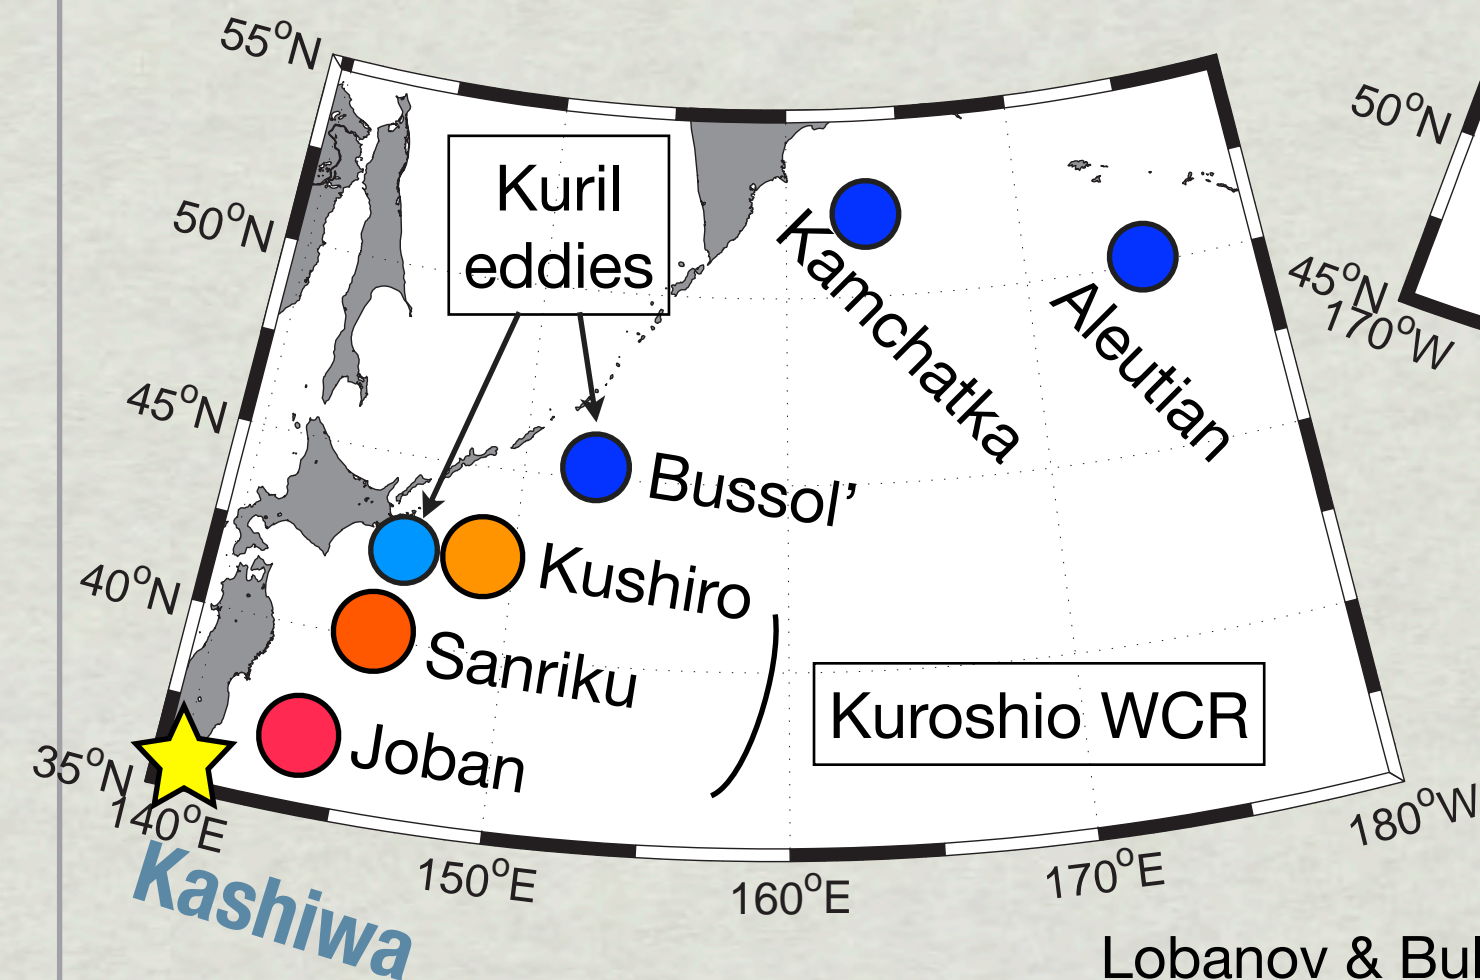 55°N
50°N
50°N
Kuril
eddies
45°N
170°W
Kamchatka
Aleutian
45°N
Bussol’
Kushiro
40°N
Sanriku
Kuroshio WCR
Joban
35°N
140°E
150°E
160°E
170°E
180°W
Kashiwa
Lobanov &